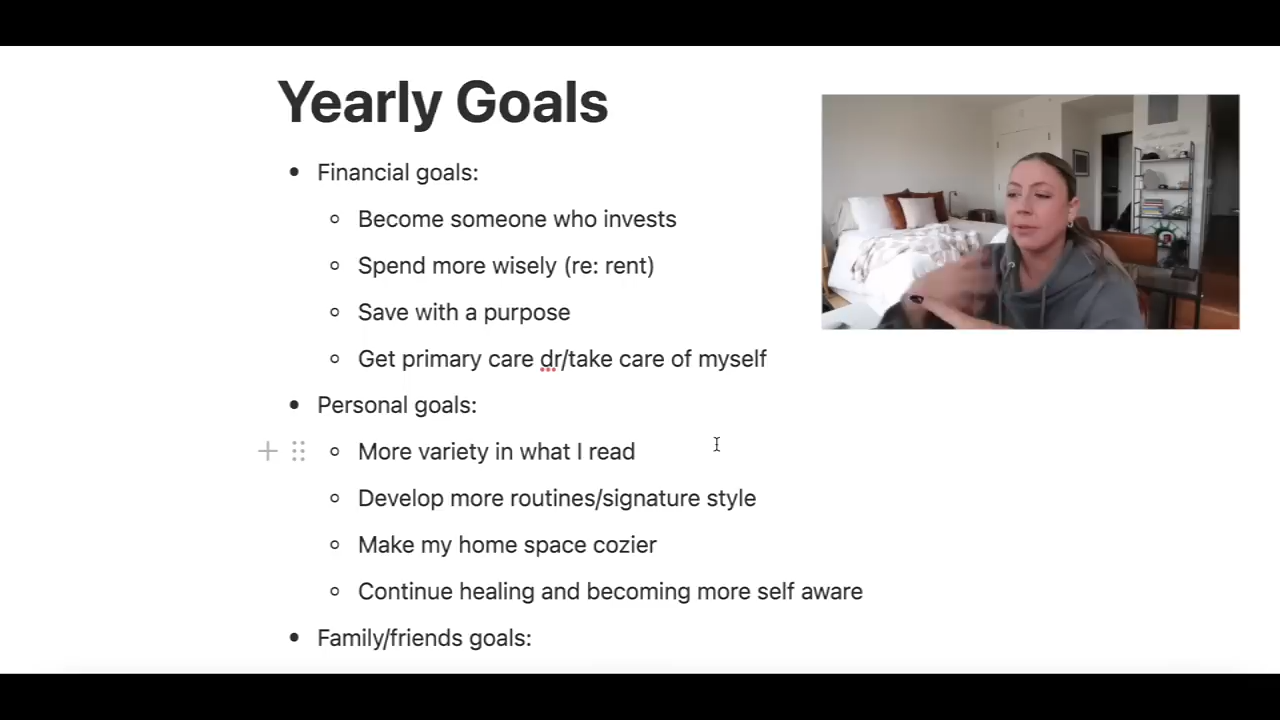 Yearly Goals
Financial goals:
Become someone who invests
Spend more wisely (re: rent)
Save with a purpose
Get primary care dr/take care of myself
Personal goals:
More variety in what I read
Develop more routines/signature style
Make my home space cozier
Continue healing and becoming more self aware
Family/friends goals: